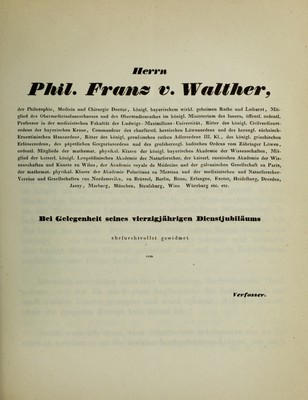 Herrn
Phil. Franz v. Walther,
der Philosophie, Medicin und Chirurgie Doctor, königl. bayerischem wirkl. geheimen Rathe und Leibarzt, Mit-
glied des Obermedicinalausschusses und des Oberstudienrathes im königl. Ministerium des Innern, öffentl. ordentl.
Professor in der medicinischen Fakultät der Ludwigs-Maximilians-Universität, Ritter des königl. Civilverdienst-
ordens der bayerischen Krone, Commandeur des churfürstl. hessischen Löwenordens und des herzogl. sächsisch-
Ernestinischen Hausordens, Ritter des königl. preussischen rothen Adlerordens III. Kl., des königl. griechischen
Erlöserordens, des päpstlichen Gregoriusordens und des grossherzogl. badischen Ordens vom Zähringer Löwen,
ordentl. Mitgliede der mathemat. physikal. Klasse der königl. bayerischen Akademie der Wissenschaften, Mit-
glied der kaiserl. königl. Leopoldinischen Akademie der Naturforscher, der kaiserl. russischen Akademie der Wis-
senschaften und Künste zu Wilna, der Academie royale de Médecine und der galvanischen Gesellschaft zu Paris,
der mathemat. physikal. Klasse der Akademie Pelaritana zu Messina und der medicinischen und Naturforscher-
Vereine und Gesellschaften von Nordamerika, zu Brüssel, Berlin, Bonn, Erlangen, Exeter, Heidelberg, Dresden,
Jassy, Marburg, München, Strassburg, Wien Würzburg etc. etc.
Bei Gelegenheit seines vierzigjährigen Dienstjubiläums
ehrfurchtvollst gewidmet
vom
Verfasser.